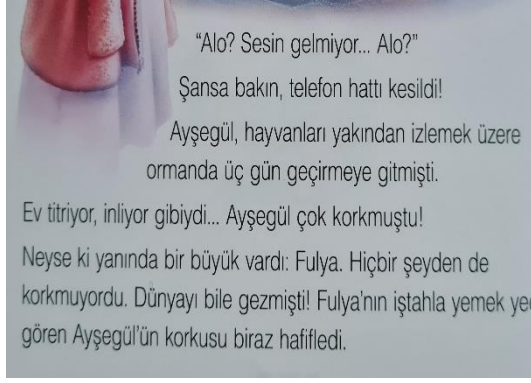 “Alo? Sesin gelmiyor... Alo?”
Şansa bakın, telefon hattı kesildi!
Ayşegül, hayvanları yakından izlemek üzere
ormanda üç gün geçirmeye gitmişti.
Ev titriyor, inliyor gibiydi... Ayşegül çok korkmuştu!
Neyse ki yanında bir büyük vardı: Fulya. Hiçbir şeyden de
korkmuyordu. Dünyayı bile gezmişti! Fulya’nın iştahla yemek
gören Ayşegül’ün korkusu biraz hafifledi.